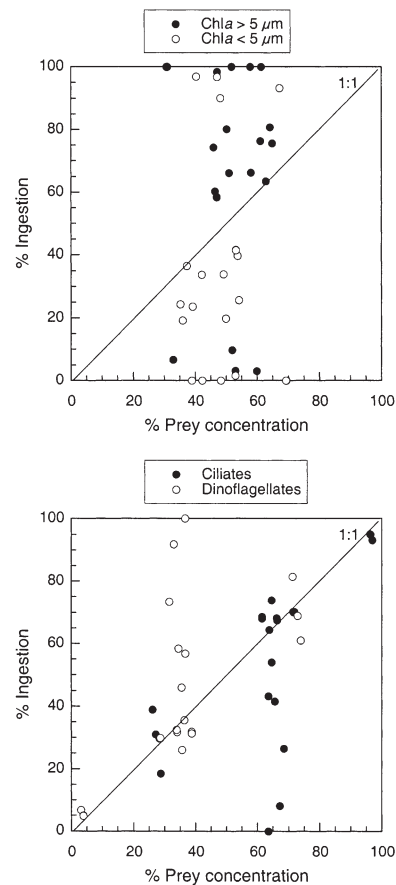 Chl a > 5 µm
Chl a < 5 µm
100
1:1
80
60
% Ingestion
40
20
0
0 20 40 60 80 100
% Prey concentration
Ciliates
Dinoflagellates
100
1:1
80
60
% Ingestion
40
20
0
0 20 40 60 80 100
% Prey concentration